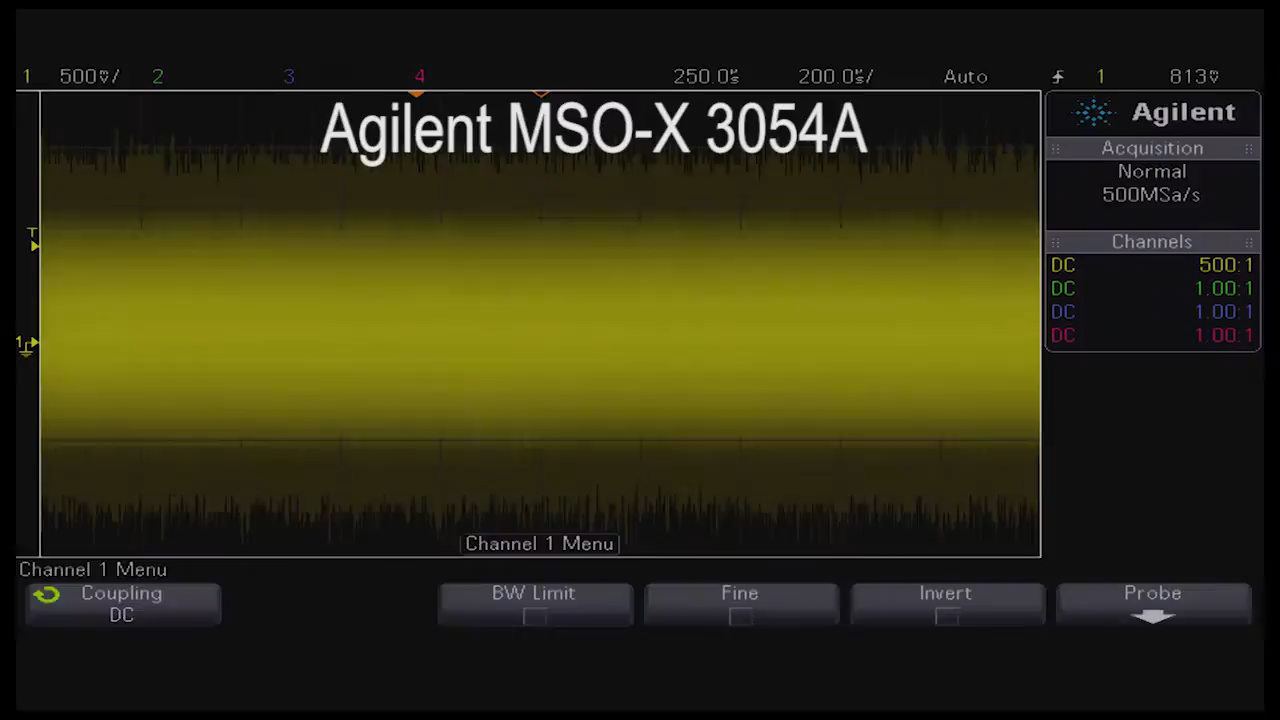 1 500mV/ 2 3 4 250.0µs 200.0µs/ Auto 1 813mV
Agilent MSO-X 3054A
Agilent
Acquisition
Normal
500MSa/s
Channels
DC 500:1
DC 1.00:1
DC 1.00:1
DC 1.00:1
T
1
Channel 1 Menu
Channel 1 Menu
Coupling
DC
BW Limit
Fine
Invert
Probe